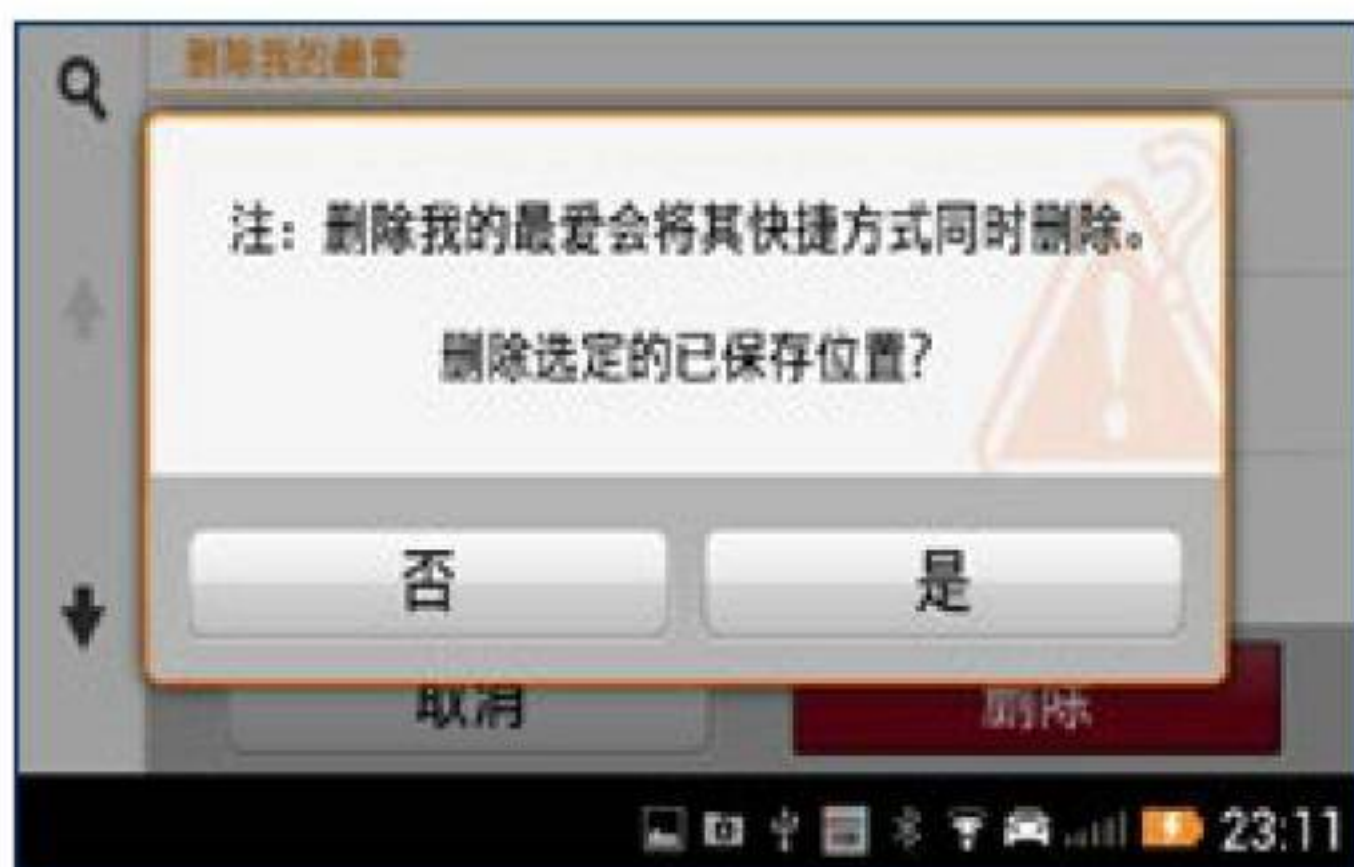 删除我的最爱
注：删除我的最爱会将其快捷方式同时删除。
删除选定的已保存位置？
否
是
取消
删除
23:11